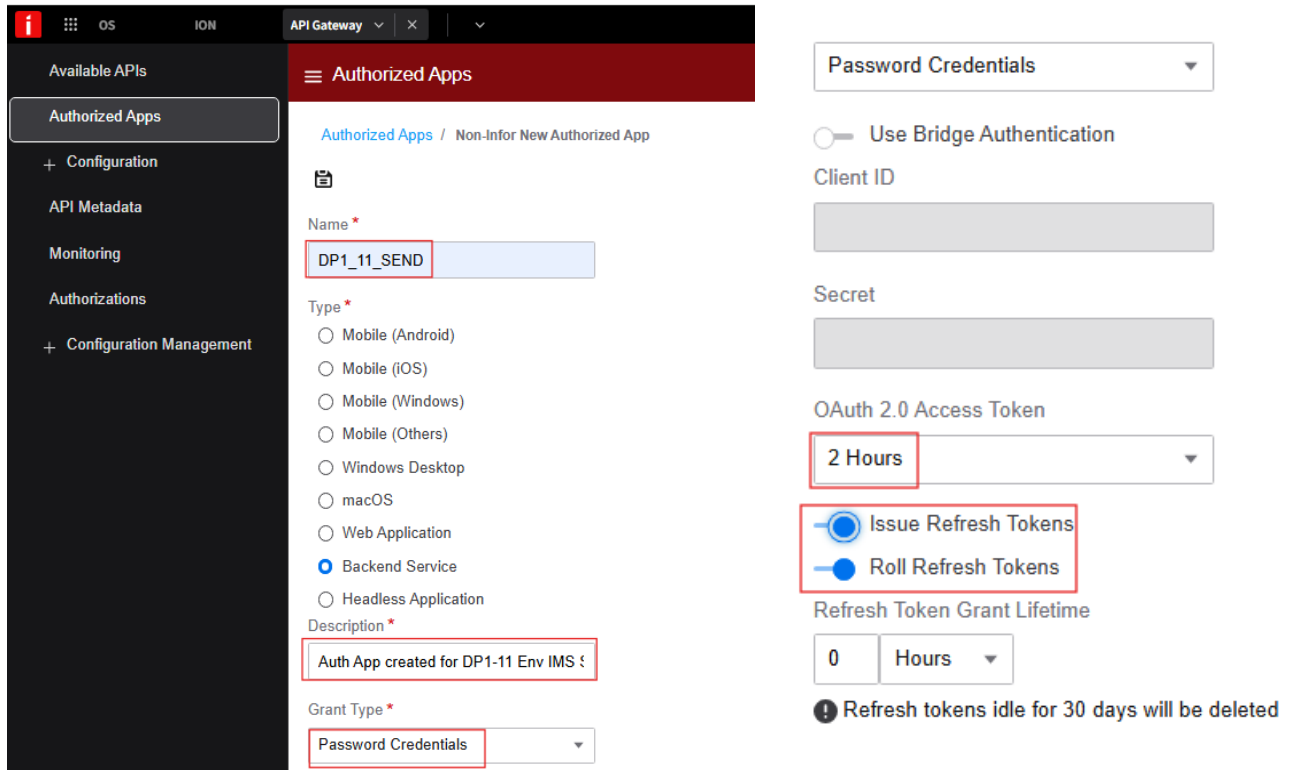 i OS ION API Gateway
Available APIs
Authorized Apps
Configuration
API Metadata
Monitoring
Authorizations
Configuration Management
Authorized Apps
Authorized Apps / Non-Infor New Authorized App
Name *
DP1_11_SEND
Type *
Mobile (Android)
Mobile (iOS)
Mobile (Windows)
Mobile (Others)
Windows Desktop
macOS
Web Application
Backend Service
Headless Application
Description *
Auth App created for DP1-11 Env IMS S
Grant Type *
Password Credentials
Password Credentials
Use Bridge Authentication
Client ID
Secret
OAuth 2.0 Access Token
2 Hours
Issue Refresh Tokens
Roll Refresh Tokens
Refresh Token Grant Lifetime
0 Hours
Refresh tokens idle for 30 days will be deleted